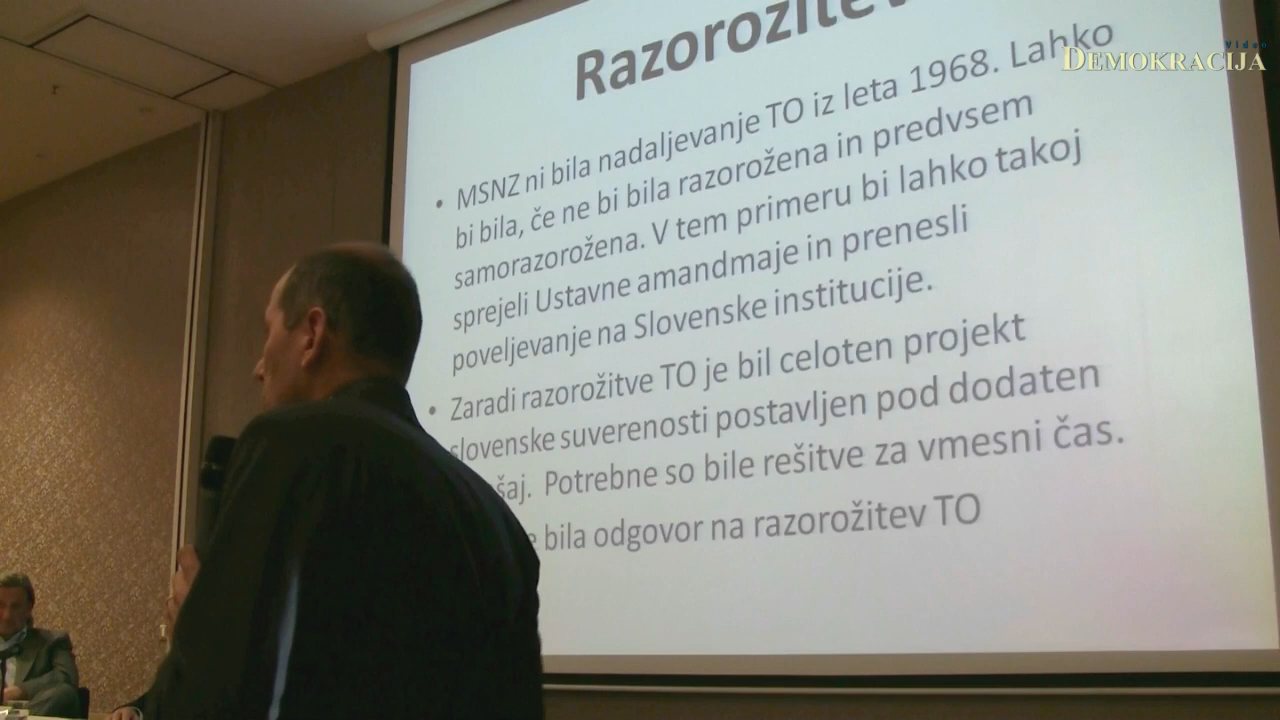 Razorožitev
Video
DEMOKRACIJA
• MSNZ ni bila nadaljevanje TO iz leta 1968. Lahko
bi bila, če ne bi bila razorožena in predvsem
samorazorožena. V tem primeru bi lahko takoj
sprejeli Ustavne amandmaje in prenesli
poveljevanje na Slovenske institucije.
• Zaradi razorožitve TO je bil celoten projekt
slovenske suverenosti postavljen pod dodaten
šaj. Potrebne so bile rešitve za vmesni čas.
bila odgovor na razorožitev TO